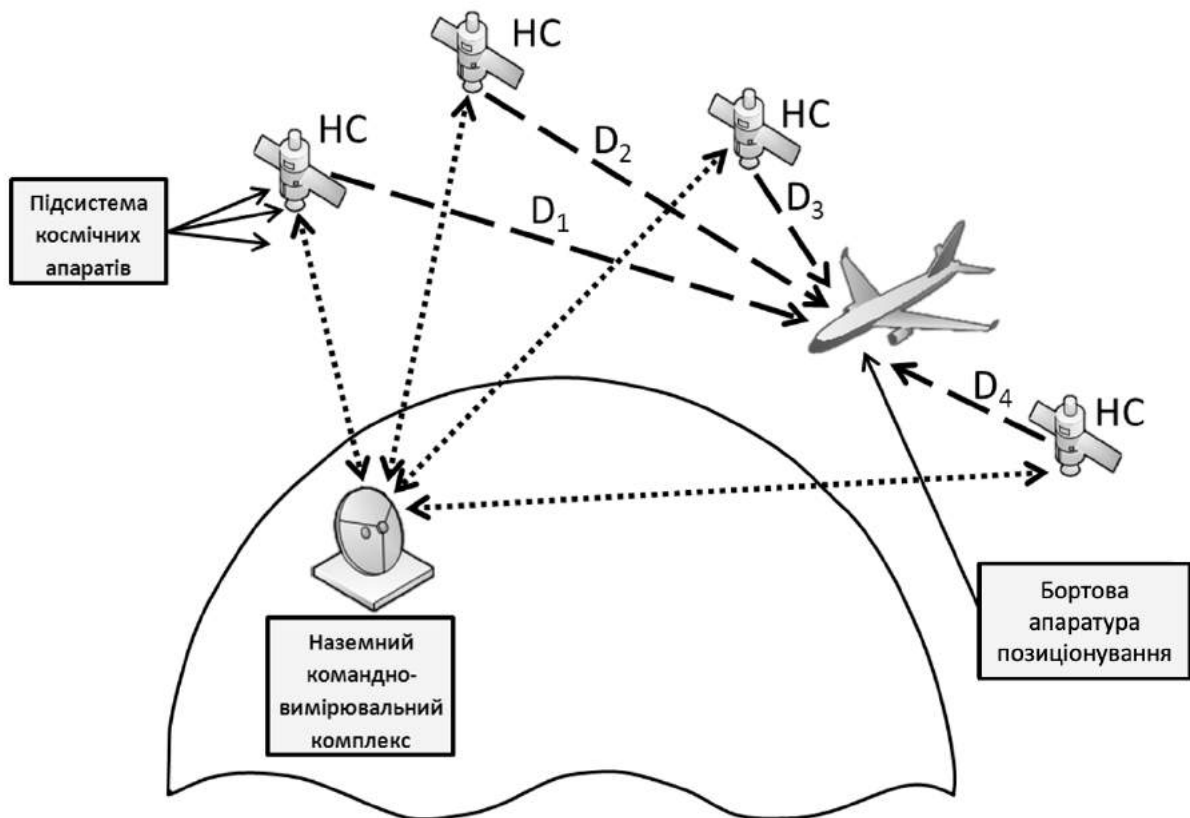 НС
НС
НС
НС
D1
D2
D3
D4
Підсистема
космічних
апаратів
Наземний
командно-
вимірювальний
комплекс
Бортова
апаратура
позиціонування